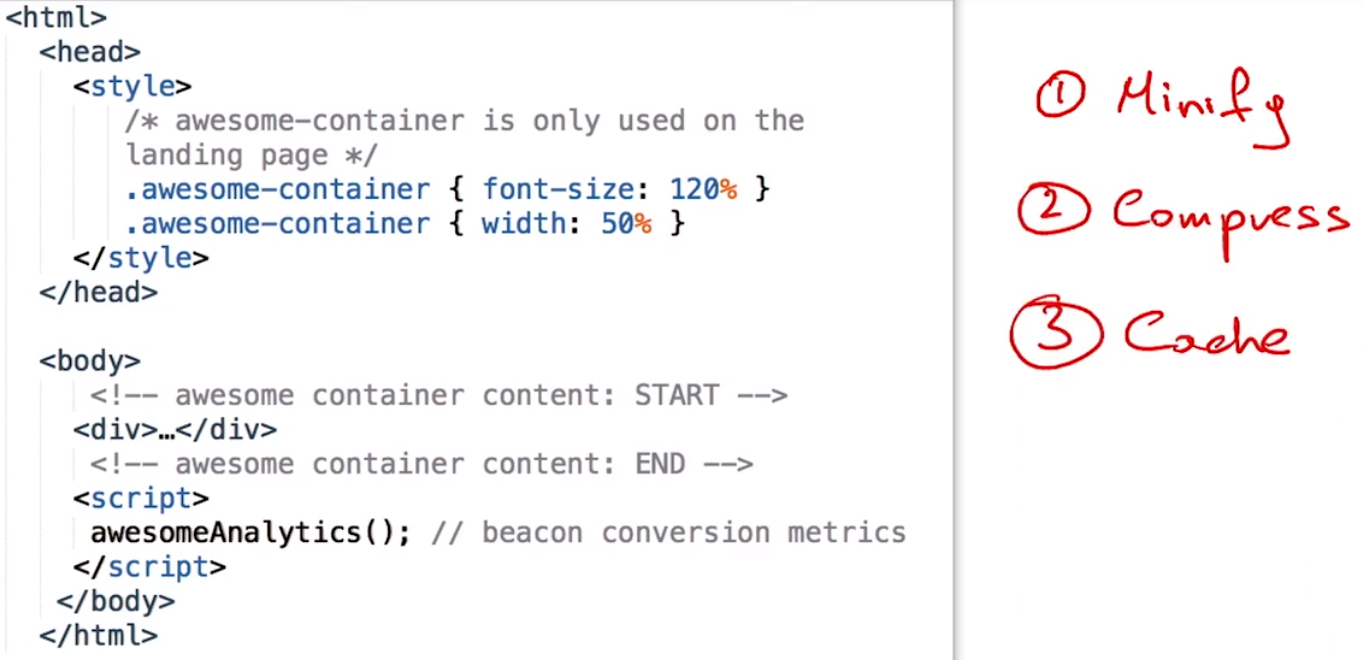 <html>
<head>
<style>
/* awesome-container is only used on the
landing page */
.awesome-container { font-size: 120% }
.awesome-container { width: 50% }
</style>
</head>
<body>
<!-- awesome container content: START -->
<div>…</div>
<!-- awesome container content: END -->
<script>
awesomeAnalytics(); // beacon conversion metrics
</script>
</body>
</html>
① Minify
② Compress
③ Cache